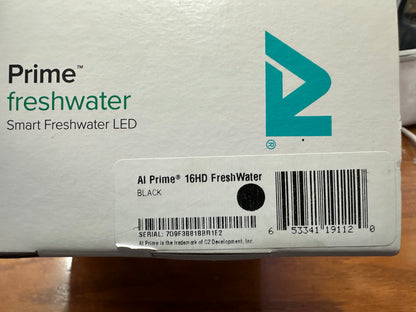 Prime™
freshwater
Smart Freshwater LED
®
AI Prime® 16HD FreshWater
BLACK
SERIAL: 709F3B81BBR1F2
AI Prime is the trademark of C2 Development, Inc
6 53341 19112 0